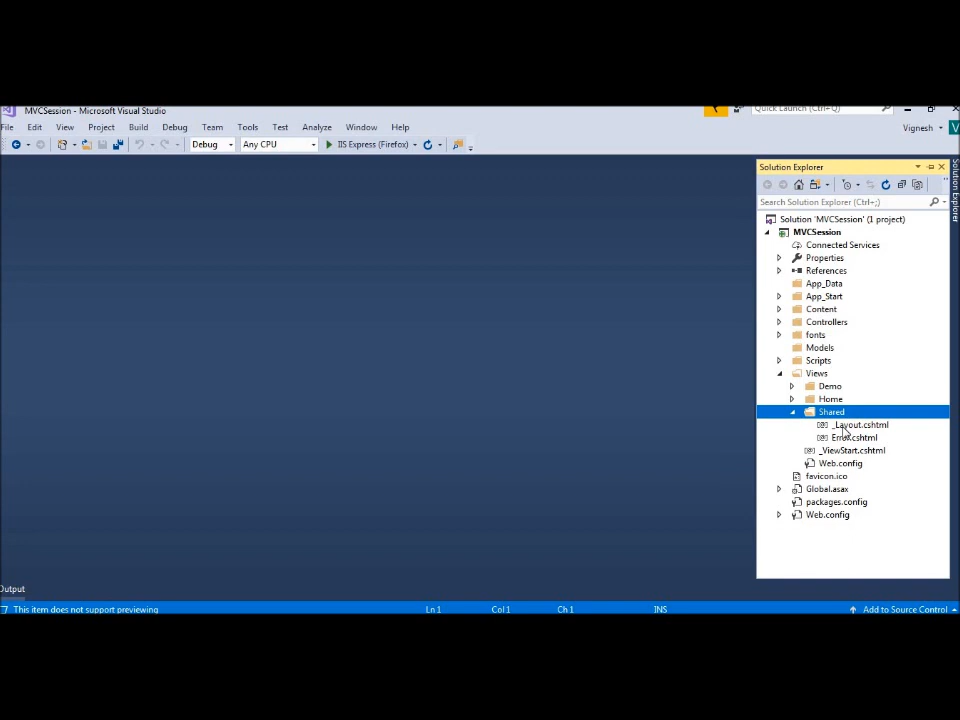 MVCSession - Microsoft Visual Studio
Quick Launch (Ctrl+Q)
File Edit View Project Build Debug Team Tools Test Analyze Window Help
Vignesh
Debug Any CPU IIS Express (Firefox)
Solution Explorer
Search Solution Explorer (Ctrl+;)
Solution 'MVCSession' (1 project)
MVCSession
Connected Services
Properties
References
App_Data
App_Start
Content
Controllers
fonts
Models
Scripts
Views
Demo
Home
Shared
_Layout.cshtml
Error.cshtml
_ViewStart.cshtml
Web.config
favicon.ico
Global.asax
packages.config
Web.config
Solution Explorer
Output
This item does not support previewing
Ln 1 Col 1 Ch 1 INS
Add to Source Control